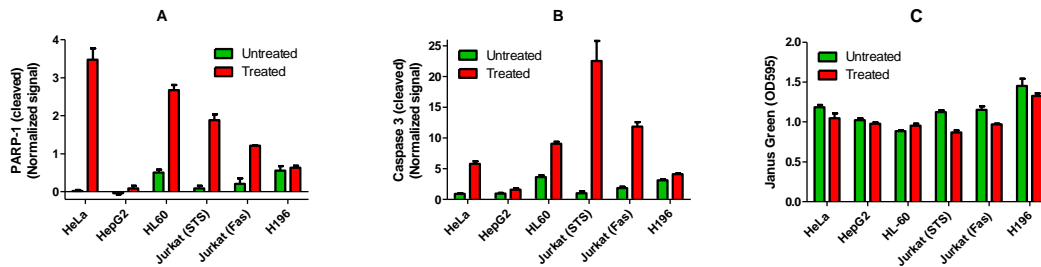 A
PARP-1 (cleaved)
(Normalized signal)
4
3
2
1
0
Untreated
Treated
HeLa
HepG2
HL60
Jurkat (STS)
Jurkat (Fas)
H196
B
Caspase 3 (cleaved)
(Normalized signal)
25
20
15
10
5
0
Untreated
Treated
HeLa
HepG2
HL60
Jurkat (STS)
Jurkat (Fas)
H196
C
Janus Green (OD595)
2.0
1.5
1.0
0.5
0.0
Untreated
Treated
HeLa
HepG2
HL-60
Jurkat (STS)
Jurkat (Fas)
H196